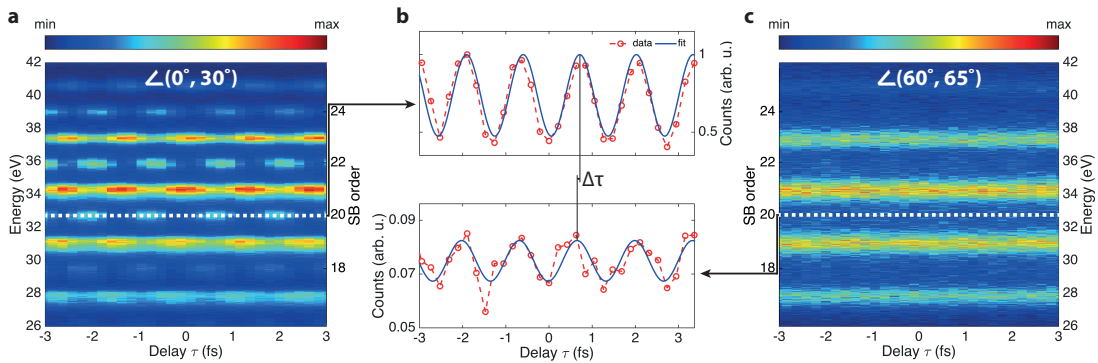 a
min
max
∠(0°, 30°)
42
40
38
36
34
32
30
28
26
Energy (eV)
24
22
20
18
SB order
-3 -2 -1 0 1 2 3
Delay τ (fs)
b
data fit
1
0.5
Counts (arb. u.)
Δτ
0.09
0.07
0.05
Counts (arb. u.)
-3 -2 -1 0 1 2 3
Delay τ (fs)
c
min
max
∠(60°, 65°)
24
22
20
18
SB order
42
40
38
36
34
32
30
28
26
Energy (eV)
-3 -2 -1 0 1 2 3
Delay τ (fs)